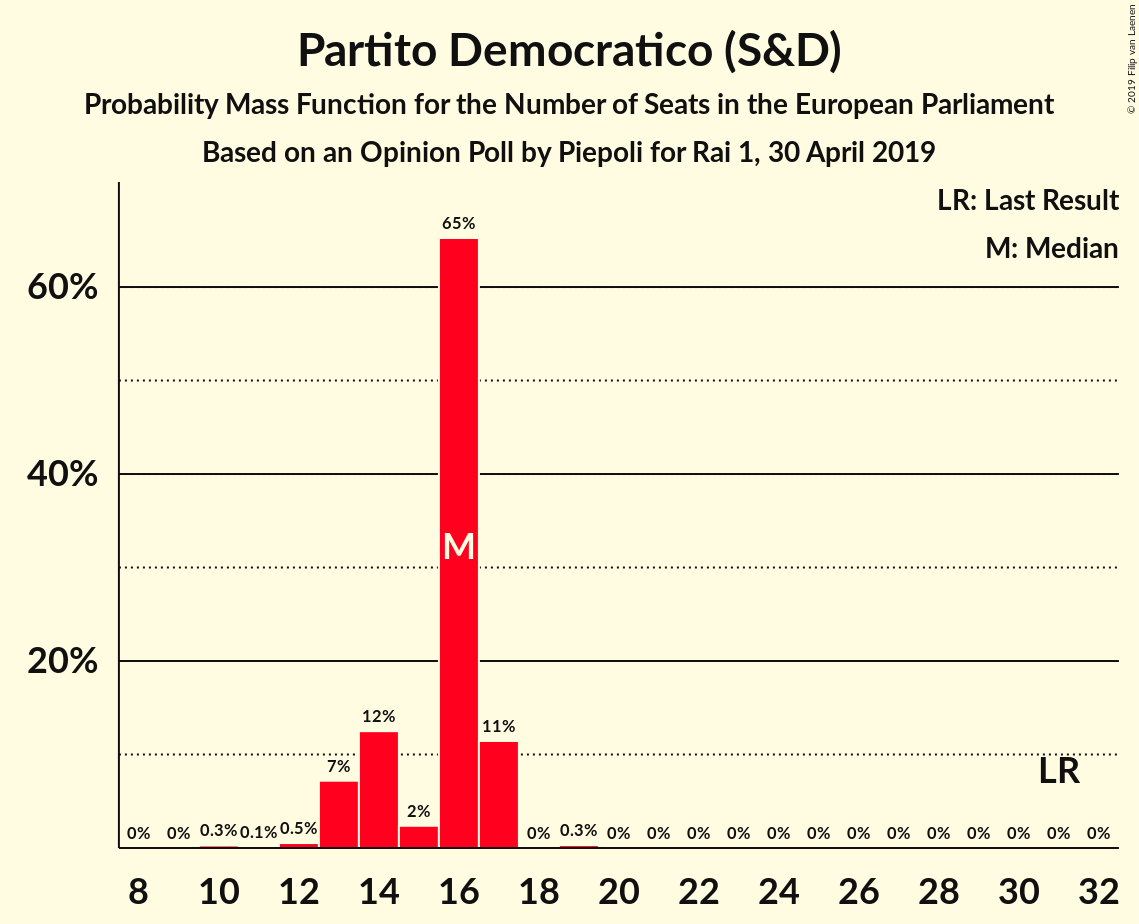 Partito Democratico (S&D)
Probability Mass Function for the Number of Seats in the European Parliament
Based on an Opinion Poll by Piepoli for Rai 1, 30 April 2019
© 2019 Filip van Laenen
LR: Last Result
M: Median
60%
40%
20%
0% 0% 0.3% 0.1% 0.5% 7% 12% 2% 65% 11% 0% 0.3% 0% 0% 0% 0% 0% 0% 0% 0% 0% 0% 0% 0% 0%
M
LR
8 10 12 14 16 18 20 22 24 26 28 30 32